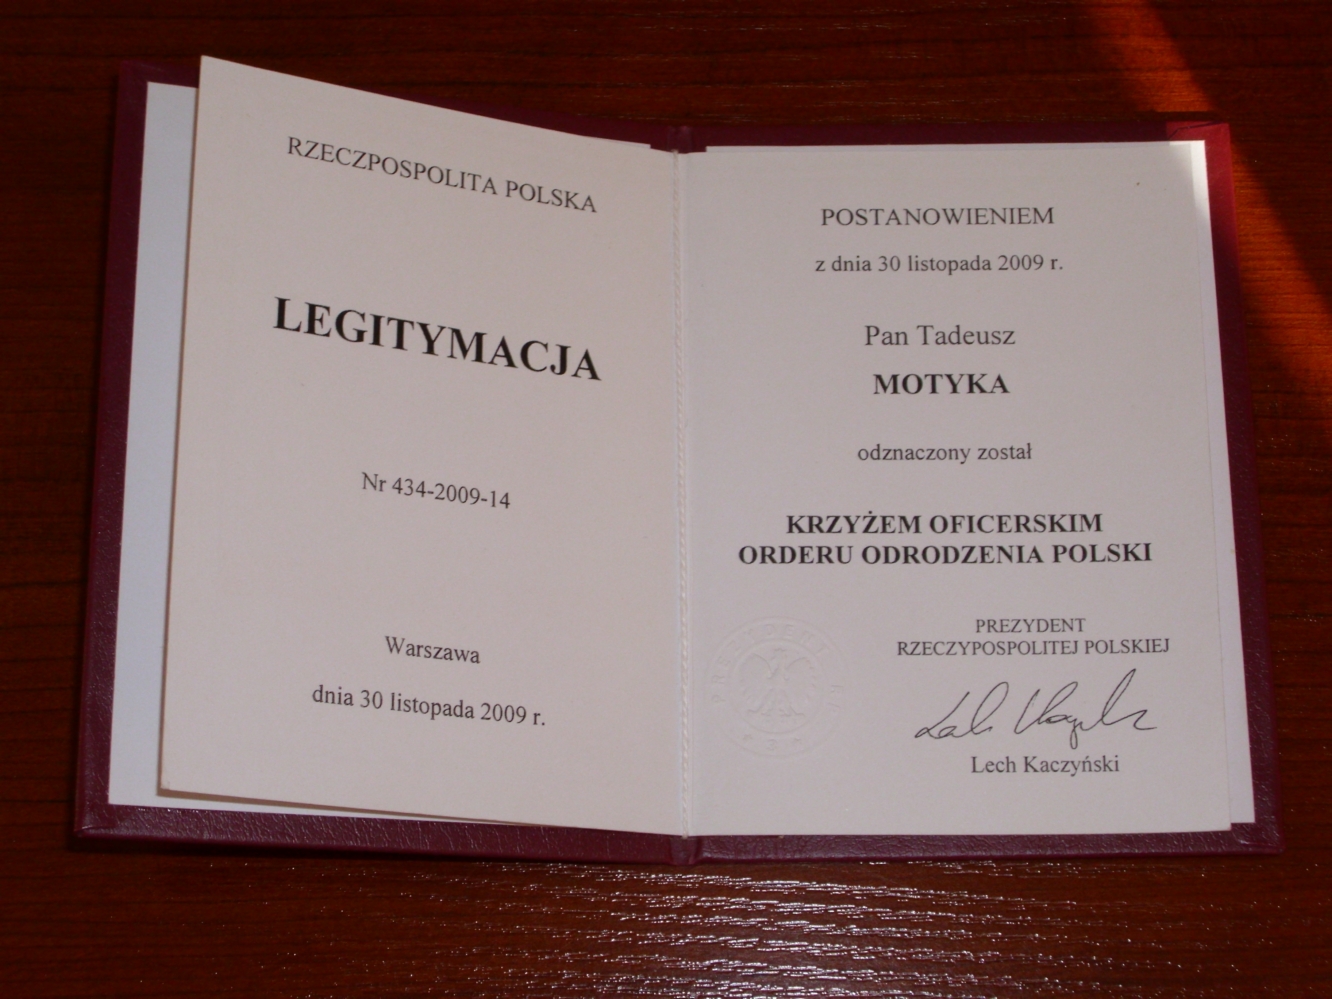 RZECZPOSPOLITA POLSKA
LEGITYMACJA
Nr 434-2009-14
Warszawa
dnia 30 listopada 2009 r.
POSTANOWIENIEM
z dnia 30 listopada 2009 r.
Pan Tadeusz
MOTYKA
odznaczony został
KRZYŻEM OFICERSKIM
ORDERU ODRODZENIA POLSKI
PREZYDENT
RZECZYPOSPOLITEJ POLSKIEJ
Lech Kaczyński